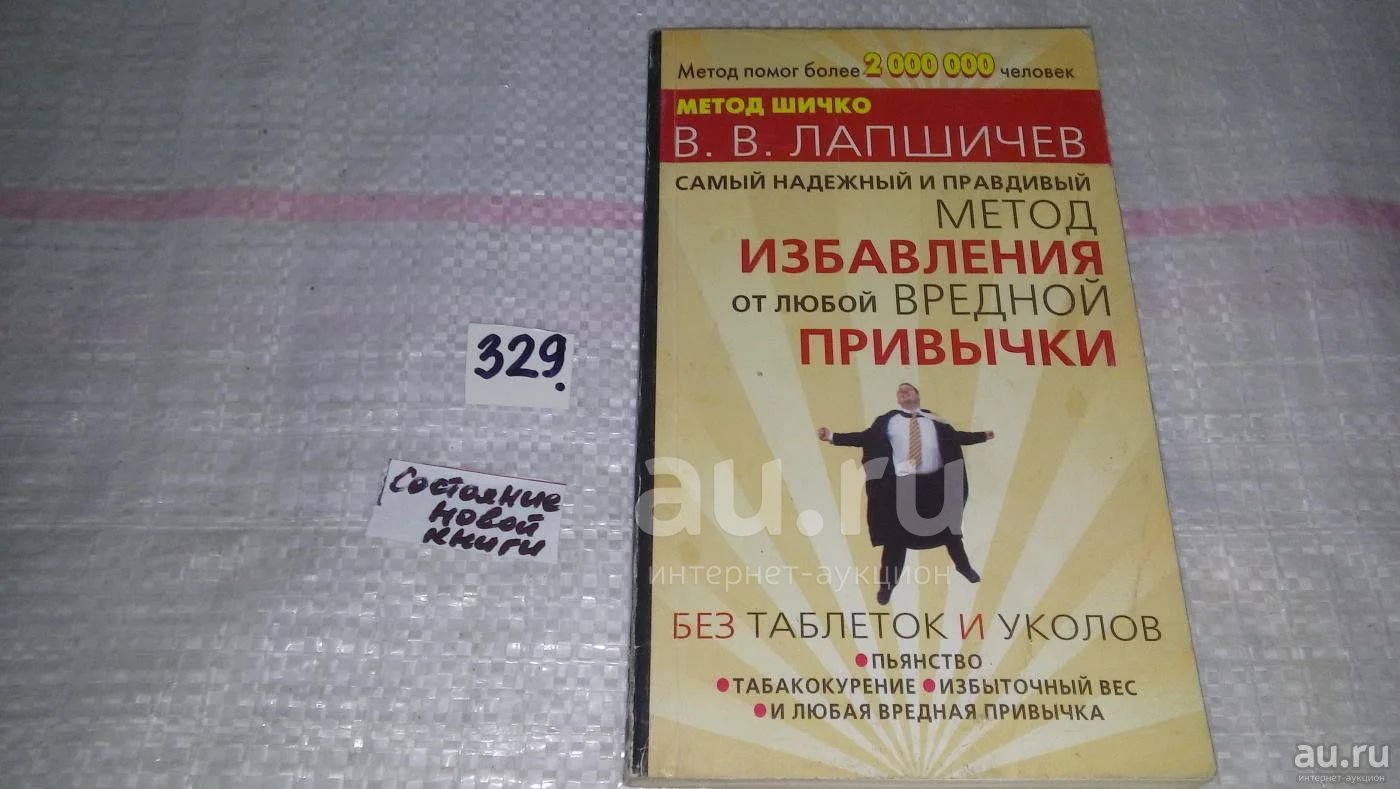 Метод помог более 2 000 000 человек
МЕТОД ШИЧКО
В. В. ЛАПШИЧЕВ
САМЫЙ НАДЕЖНЫЙ И ПРАВДИВЫЙ
МЕТОД
ИЗБАВЛЕНИЯ
ОТ ЛЮБОЙ ВРЕДНОЙ
ПРИВЫЧКИ
329.
Состояние
новой
книги
au.ru
интернет-аукцион
БЕЗ ТАБЛЕТОК И УКОЛОВ
•ПЬЯНСТВО
•ТАБАКОКУРЕНИЕ •ИЗБЫТОЧНЫЙ ВЕС
•И ЛЮБАЯ ВРЕДНАЯ ПРИВЫЧКА
au.ru
интернет-аукцион